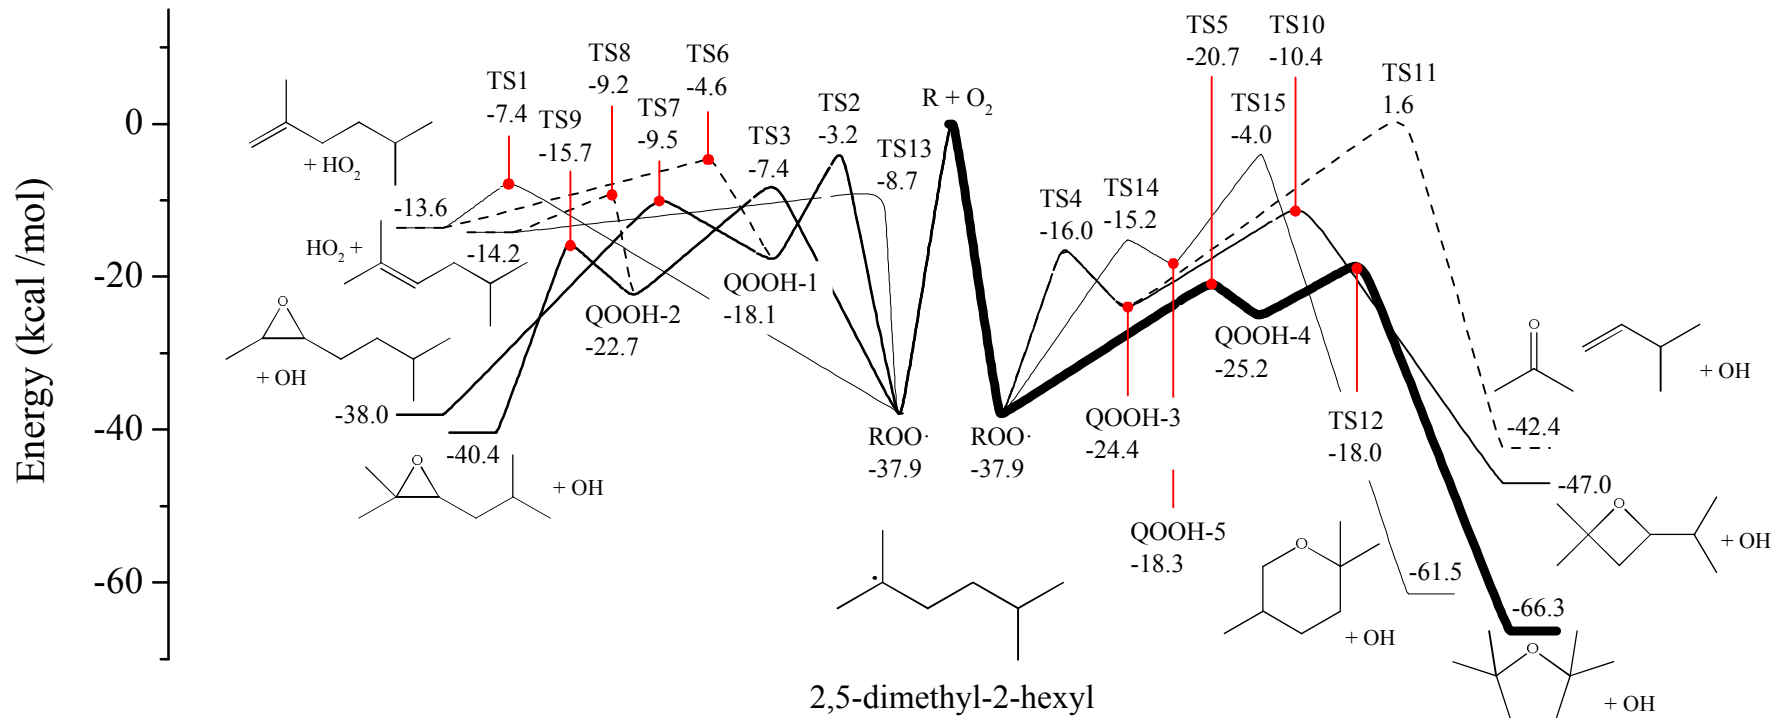 TS1
-7.4
TS8
-9.2
TS6
-4.6
TS9
-15.7
TS7
-9.5
TS3
-7.4
TS2
-3.2
TS13
-8.7
R + O2
TS5
-20.7
TS10
-10.4
TS11
1.6
TS15
-4.0
TS14
-15.2
TS4
-16.0
Energy (kcal /mol)
0
-20
-40
-60
+ HO2
-13.6
HO2 +
-14.2
O
+ OH
-38.0
-40.4
O
+ OH
QOOH-2
-22.7
QOOH-1
-18.1
ROO·
-37.9
ROO·
-37.9
QOOH-3
-24.4
QOOH-4
-25.2
QOOH-5
-18.3
TS12
-18.0
O
+ OH
-42.4
-47.0
O
+ OH
-61.5
O
+ OH
-66.3
O
+ OH
2,5-dimethyl-2-hexyl